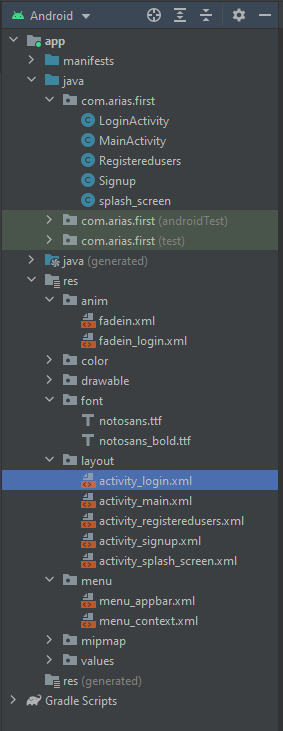 Android
app
manifests
java
com.arias.first
LoginActivity
MainActivity
Registeredusers
Signup
splash_screen
com.arias.first (androidTest)
com.arias.first (test)
java (generated)
res
anim
fadein.xml
fadein_login.xml
color
drawable
font
notosans.ttf
notosans_bold.ttf
layout
activity_login.xml
activity_main.xml
activity_registeredusers.xml
activity_signup.xml
activity_splash_screen.xml
menu
menu_appbar.xml
menu_context.xml
mipmap
values
res (generated)
Gradle Scripts